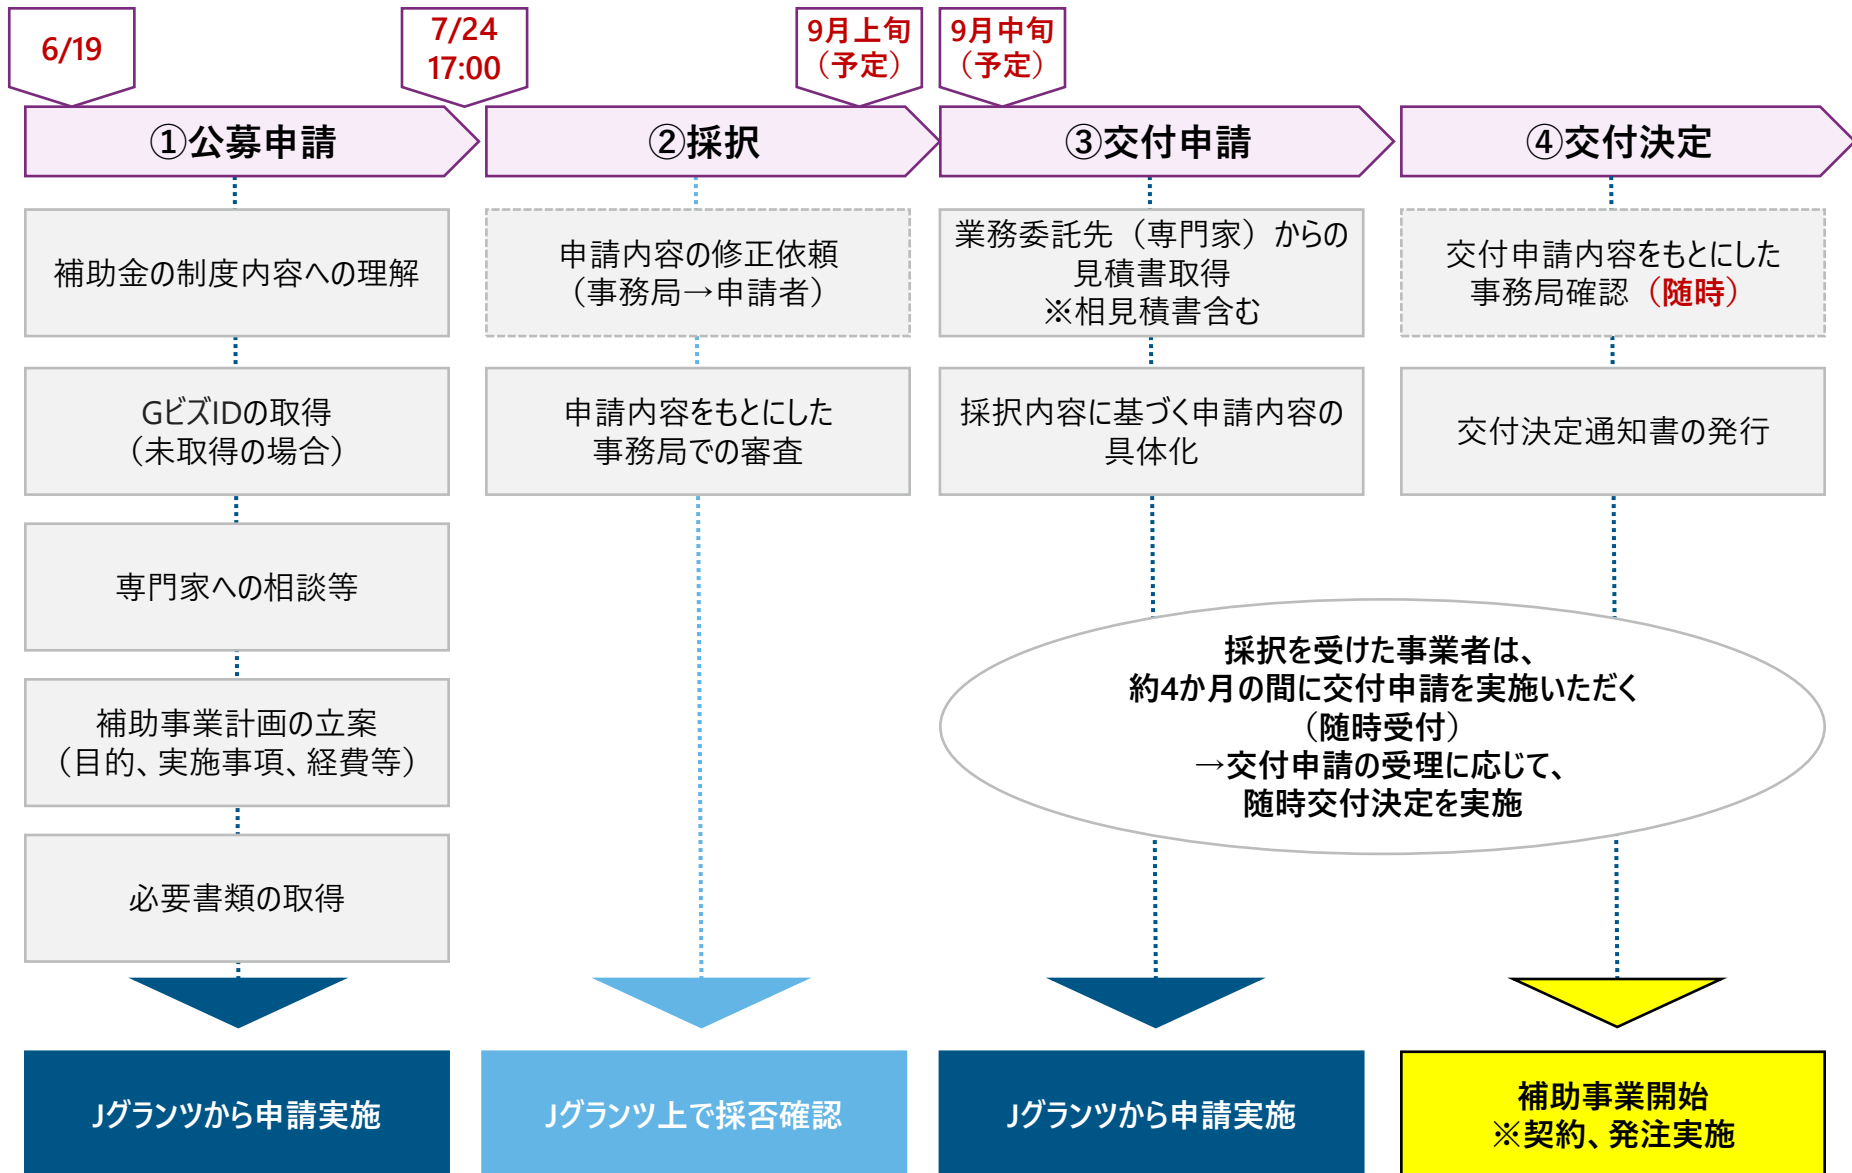 6/19
7/24
17:00
9月上旬
（予定）
9月中旬
（予定）
①公募申請
②採択
③交付申請
④交付決定
補助金の制度内容への理解
GビズIDの取得
（未取得の場合）
専門家への相談等
補助事業計画の立案
（目的、実施事項、経費等）
必要書類の取得
Jグランツから申請実施
申請内容の修正依頼
（事務局→申請者）
申請内容をもとにした
事務局での審査
Jグランツ上で採否確認
業務委託先（専門家）からの
見積書取得
※相見積書含む
採択内容に基づく申請内容の
具体化
交付申請内容をもとにした
事務局確認（随時）
交付決定通知書の発行
採択を受けた事業者は、
約4か月の間に交付申請を実施いただく
（随時受付）
→交付申請の受理に応じて、
随時交付決定を実施
Jグランツから申請実施
補助事業開始
※契約、発注実施